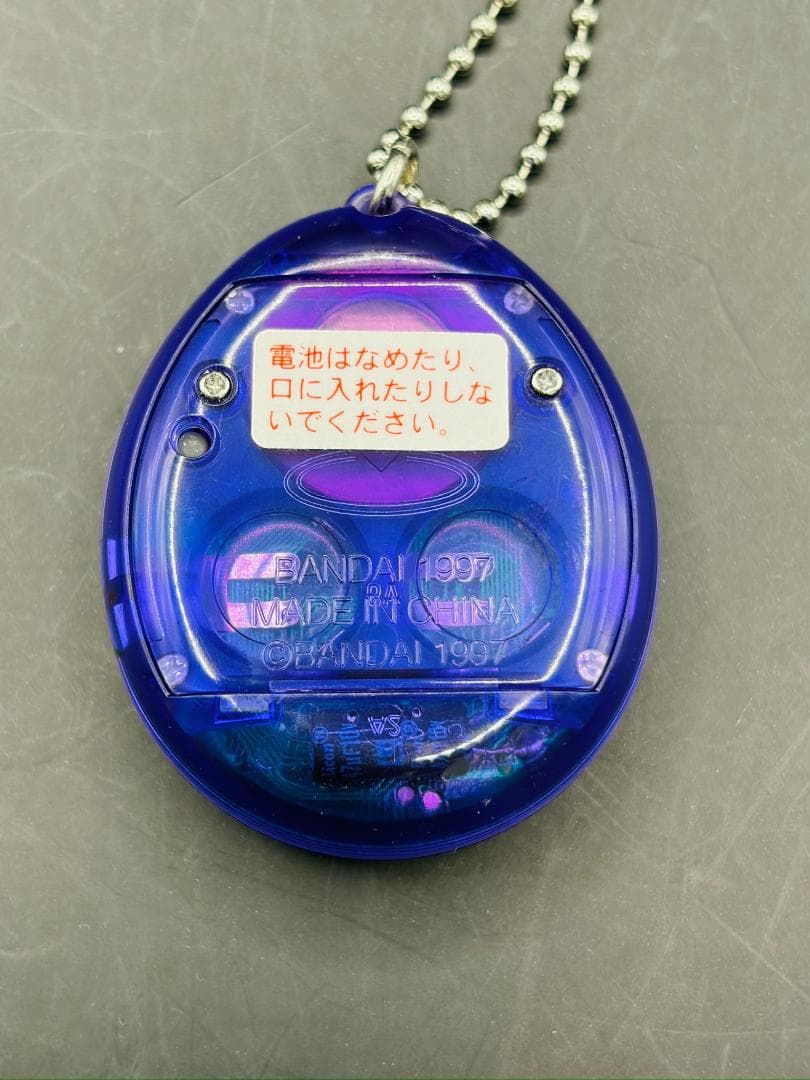 電池はなめたり、
口に入れたりしな
いでください。
BANDAI 1997
MADE IN CHINA
©BANDAI 1997